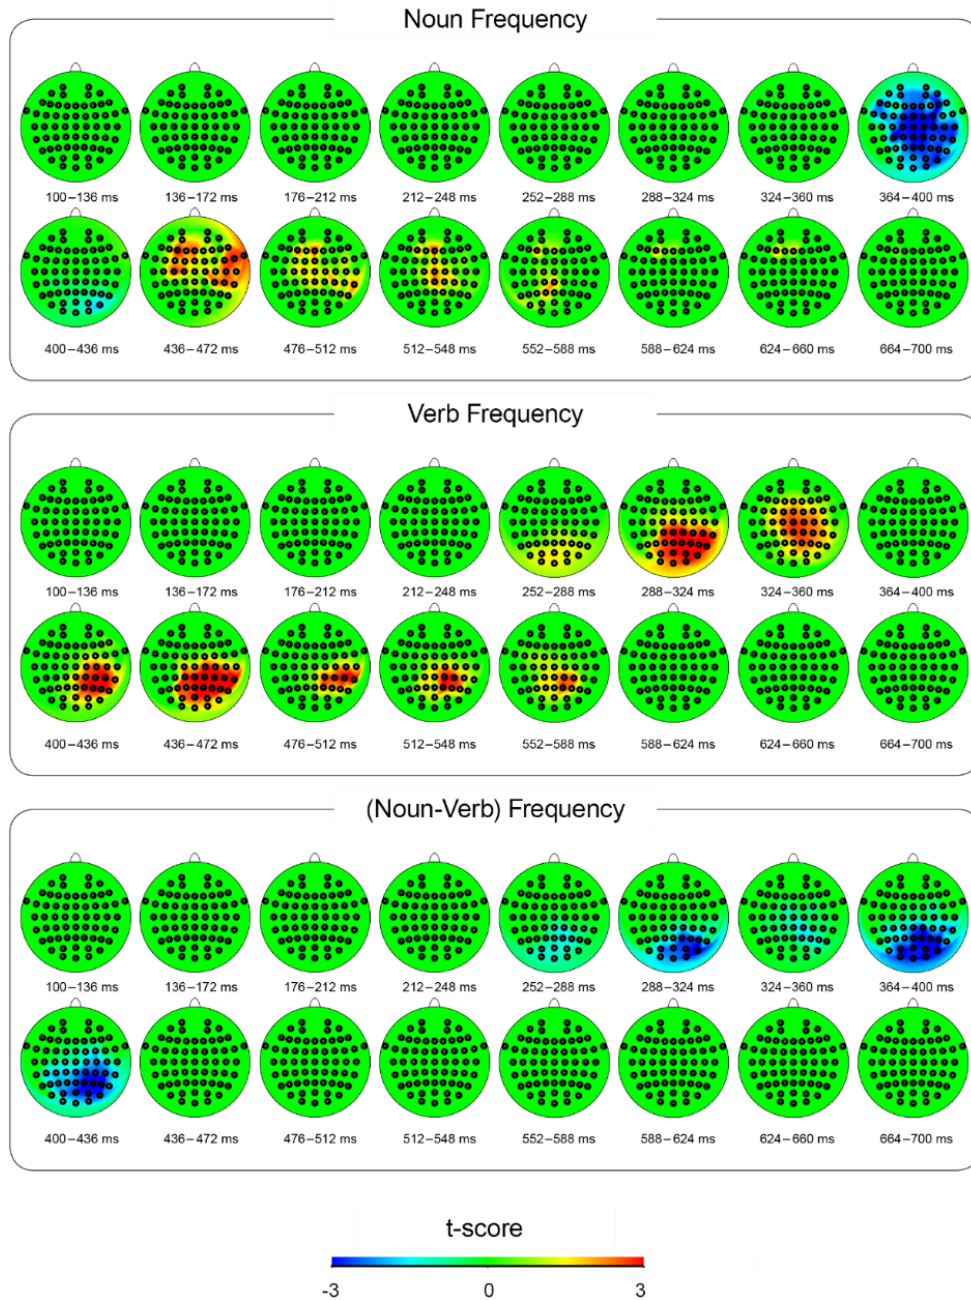 Noun Frequency
100–136 ms 136–172 ms 176–212 ms 212–248 ms 252–288 ms 288–324 ms 324–360 ms 364–400 ms
400–436 ms 436–472 ms 476–512 ms 512–548 ms 552–588 ms 588–624 ms 624–660 ms 664–700 ms
Verb Frequency
100–136 ms 136–172 ms 176–212 ms 212–248 ms 252–288 ms 288–324 ms 324–360 ms 364–400 ms
400–436 ms 436–472 ms 476–512 ms 512–548 ms 552–588 ms 588–624 ms 624–660 ms 664–700 ms
(Noun-Verb) Frequency
100–136 ms 136–172 ms 176–212 ms 212–248 ms 252–288 ms 288–324 ms 324–360 ms 364–400 ms
400–436 ms 436–472 ms 476–512 ms 512–548 ms 552–588 ms 588–624 ms 624–660 ms 664–700 ms
t-score
-3 0 3